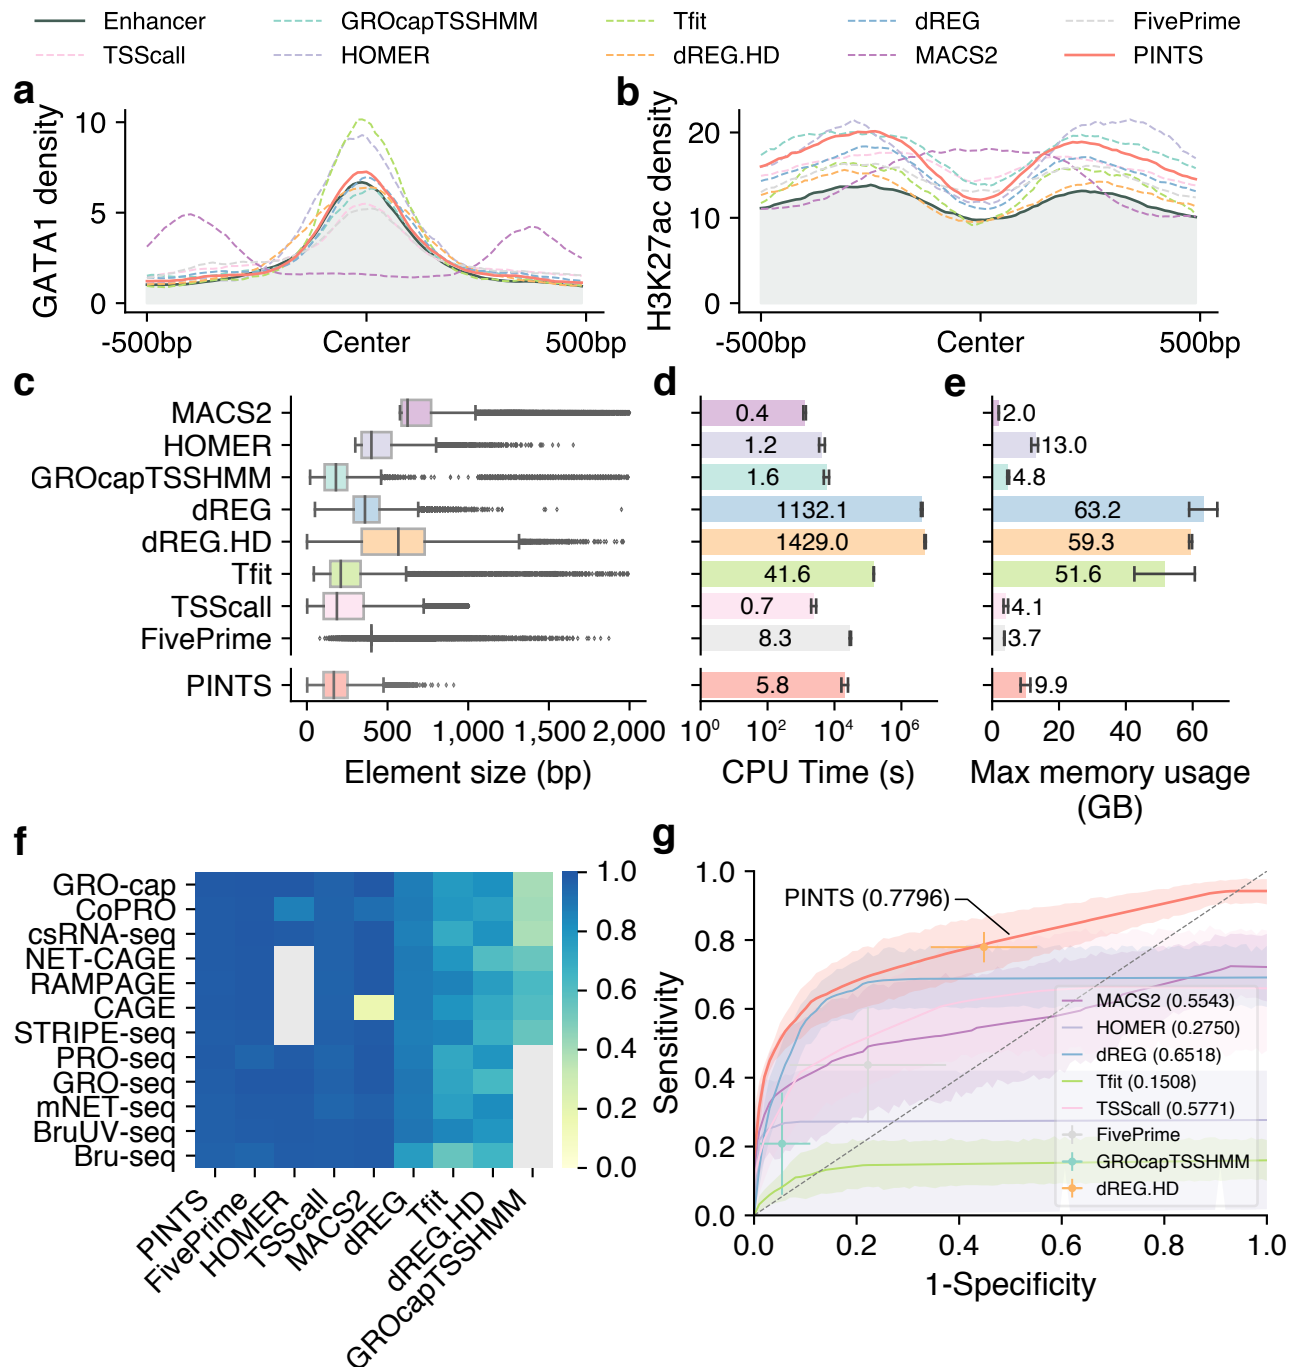 Enhancer GROcapTSSHMM Tfit dREG FivePrime
TSScall HOMER dREG.HD MACS2 PINTS
a
GATA1 density
10
5
0
-500bp Center 500bp
b
H3K27ac density
20
10
0
-500bp Center 500bp
c
MACS2
HOMER
GROcapTSSHMM
dREG
dREG.HD
Tfit
TSScall
FivePrime
PINTS
0 500 1,000 1,500 2,000
Element size (bp)
d
0.4
1.2
1.6
1132.1
1429.0
41.6
0.7
8.3
5.8
10⁰ 10² 10⁴ 10⁶
CPU Time (s)
e
2.0
13.0
4.8
63.2
59.3
51.6
4.1
3.7
9.9
0 20 40 60
Max memory usage
(GB)
f
GRO-cap
CoPRO
csRNA-seq
NET-CAGE
RAMPAGE
CAGE
STRIPE-seq
PRO-seq
GRO-seq
mNET-seq
BruUV-seq
Bru-seq
PINTS
FivePrime
HOMER
TSScall
MACS2
dREG
Tfit
dREG.HD
GROcapTSSHMM
1.0
0.8
0.6
0.4
0.2
0.0
g
Sensitivity
1.0
0.8
0.6
0.4
0.2
0.0
PINTS (0.7796)
MACS2 (0.5543)
HOMER (0.2750)
dREG (0.6518)
Tfit (0.1508)
TSScall (0.5771)
FivePrime
GROcapTSSHMM
dREG.HD
0.0 0.2 0.4 0.6 0.8 1.0
1-Specificity